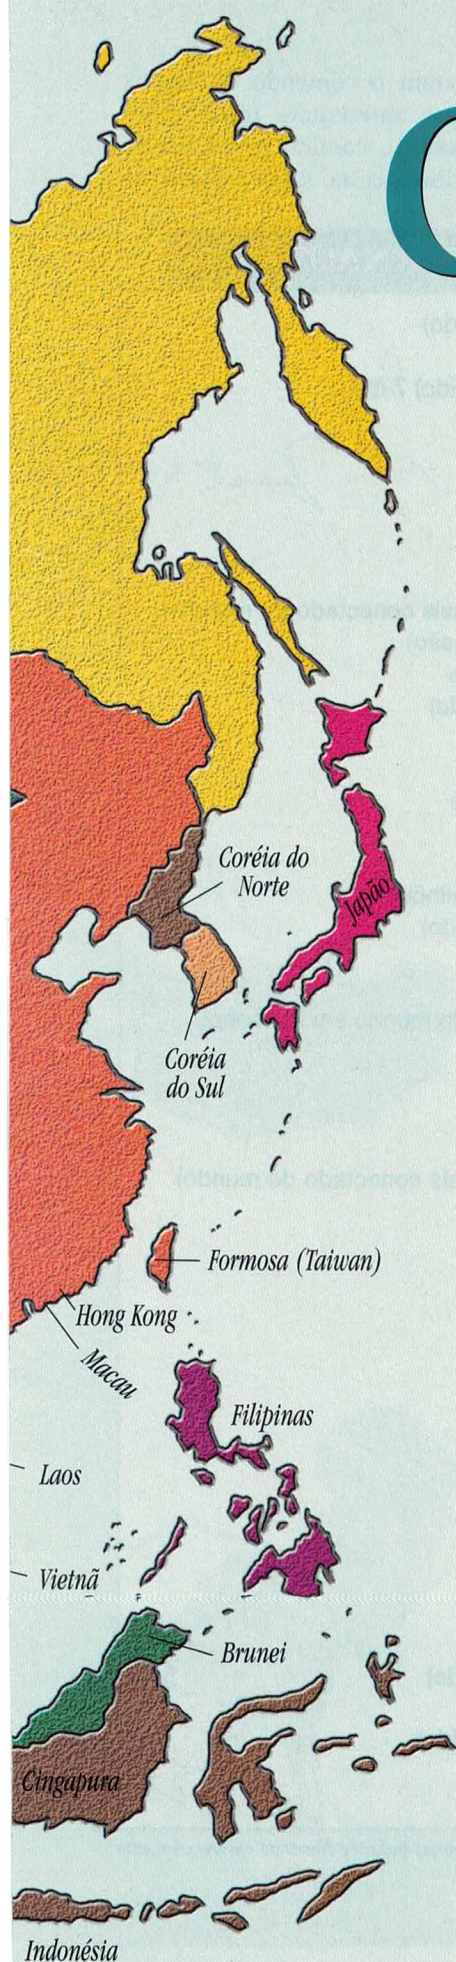 Coréia do
Norte
Japão
Coréia
do Sul
Formosa (Taiwan)
Hong Kong
Macau
Filipinas
Laos
Vietnã
Brunei
Cingapura
Indonésia